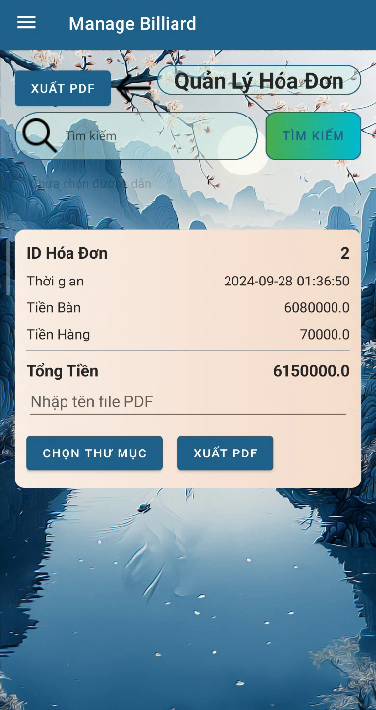 Manage Billiard
XUẤT PDF
Quản Lý Hóa Đơn
Tìm kiếm
TÌM KIẾM
Chưa chọn đường dẫn
ID Hóa Đơn 2
Thời gian 2024-09-28 01:36:50
Tiền Bàn 6080000.0
Tiền Hàng 70000.0
Tổng Tiền 6150000.0
Nhập tên file PDF
CHỌN THƯ MỤC XUẤT PDF